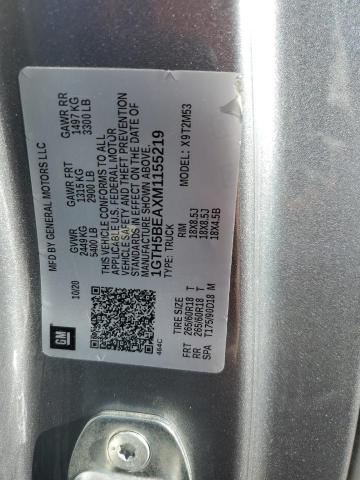 MFD BY GENERAL MOTORS LLC
10/20
GVWR
2449 KG
5400 LB
GAWR FRT
1315 KG
2900 LB
GAWR RR
1497 KG
3300 LB
THIS VEHICLE CONFORMS TO ALL
APPLICABLE U.S. FEDERAL MOTOR
VEHICLE SAFETY AND THEFT PREVENTION
STANDARDS IN EFFECT ON THE DATE OF
MANUFACTURE SHOWN ABOVE.
1GTH5BEAXM1155219
TYPE: TRUCK
X9T2M53
GM
464C
TIRE SIZE
RIM
FRT 265/60R18 T 18X8.5J
RR 265/60R18 T 18X8.5J
SPA T175/90D18 M 18X4.5B